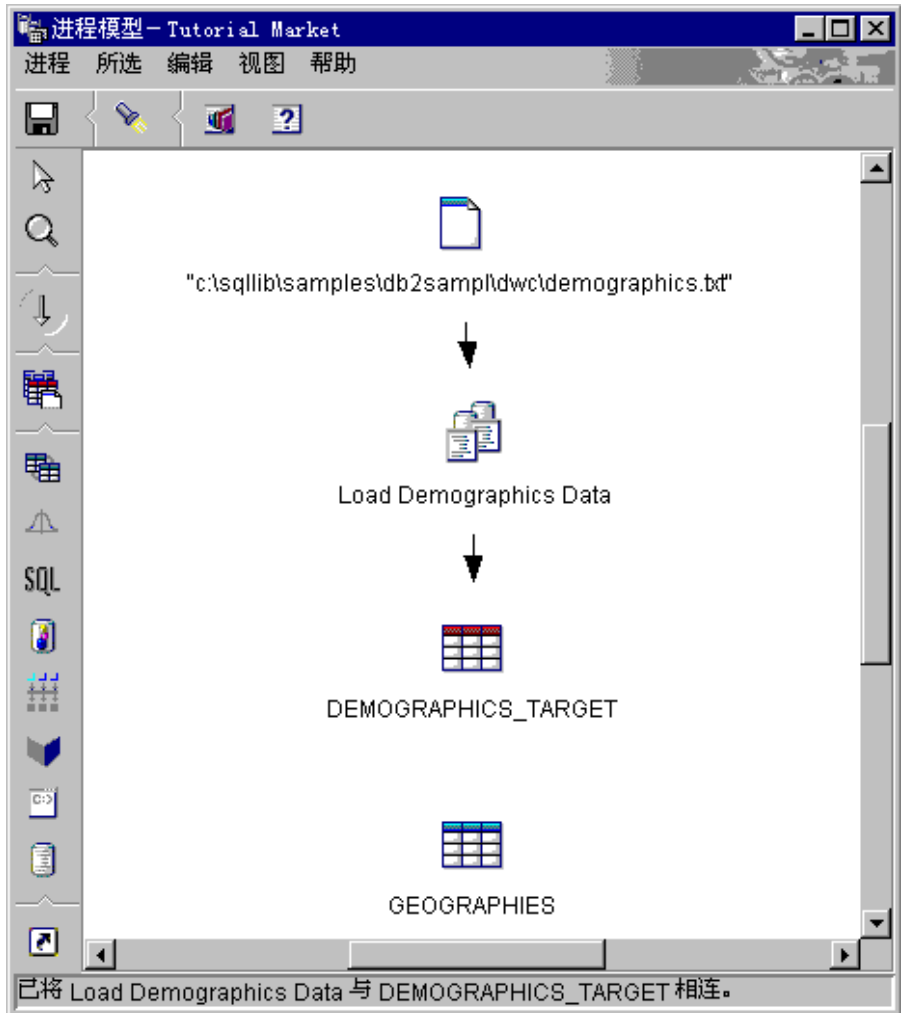 进程模型－Tutorial Market
进程 所选 编辑 视图 帮助
"c:\sqllib\samples\db2sampl\dwc\demographics.txt"
Load Demographics Data
SQL
DEMOGRAPHICS_TARGET
C:>
GEOGRAPHIES
已将 Load Demographics Data 与 DEMOGRAPHICS_TARGET 相连。